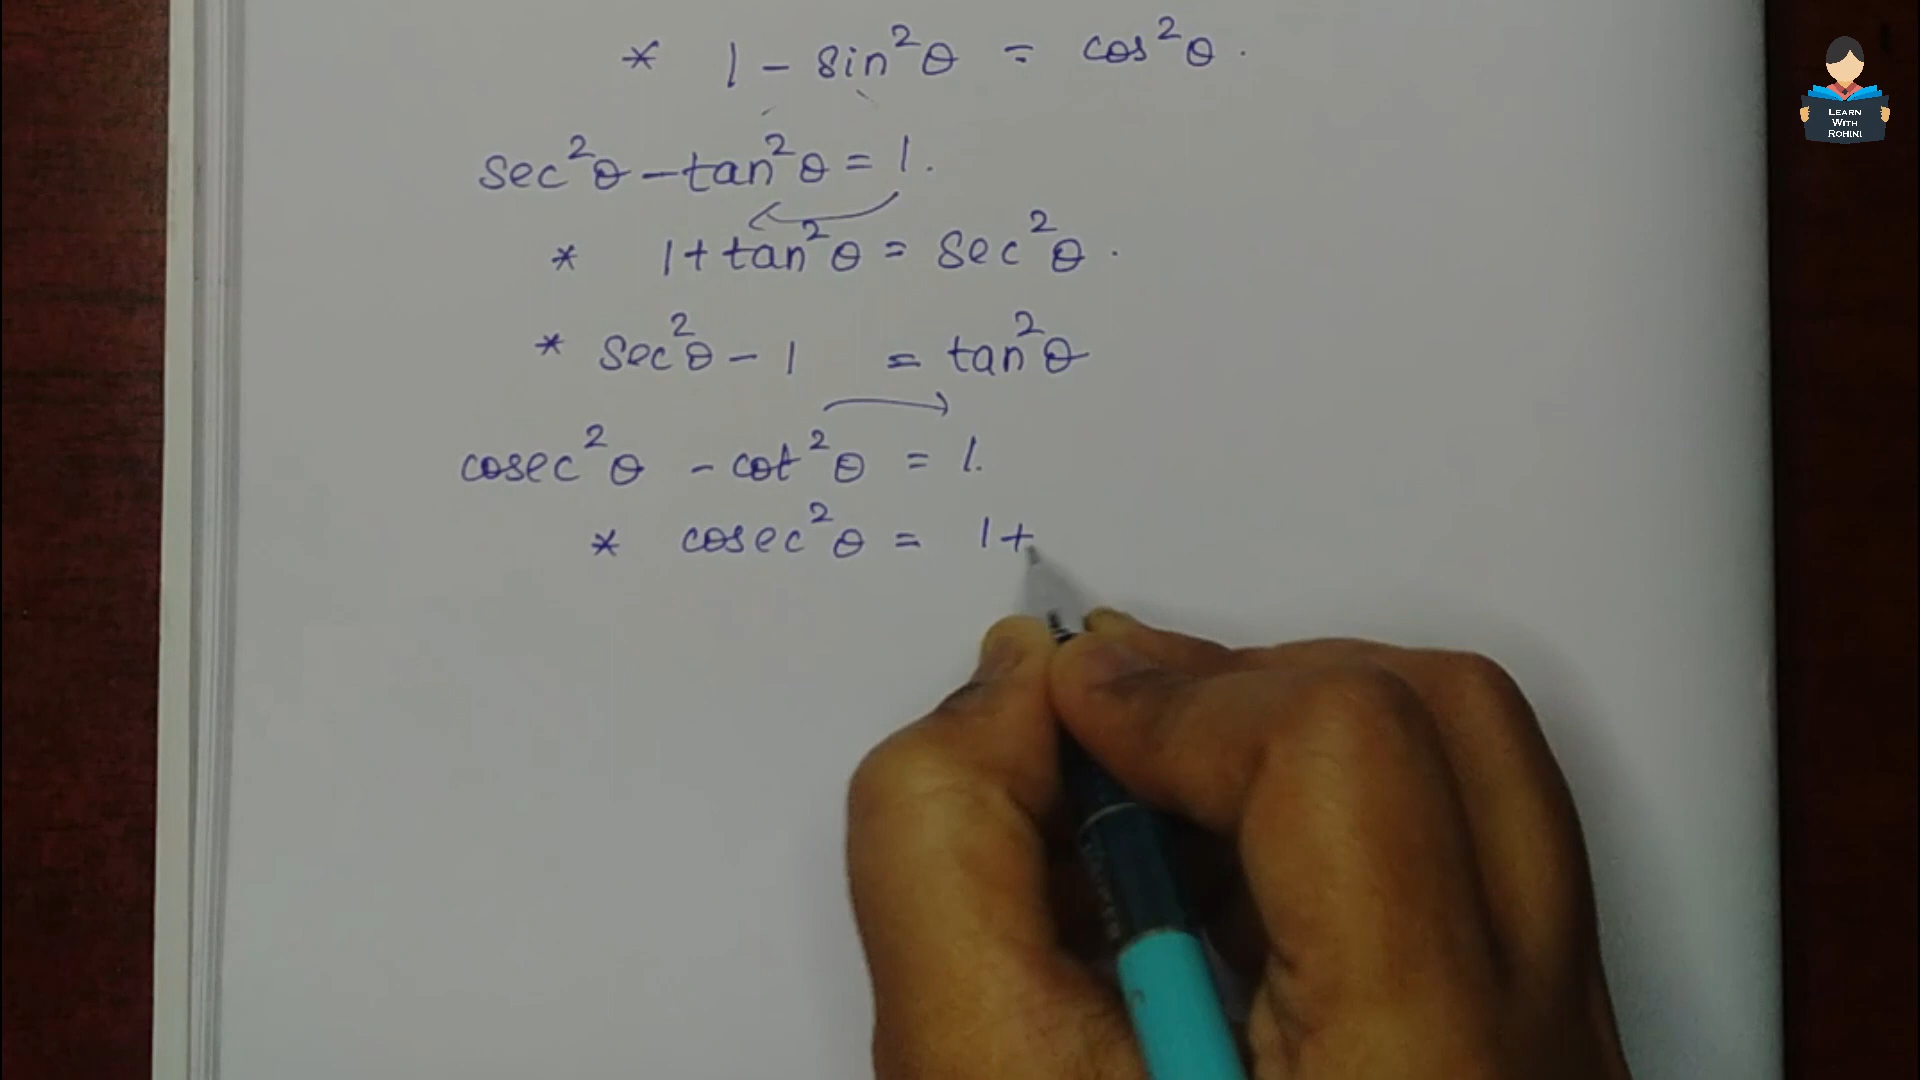 * 1 - sin²θ = cos²θ.
LEARN
WITH
ROHINI
sec²θ - tan²θ = 1.
* 1 + tan²θ = sec²θ.
* sec²θ - 1 = tan²θ
cosec²θ - cot²θ = 1.
* cosec²θ = 1+